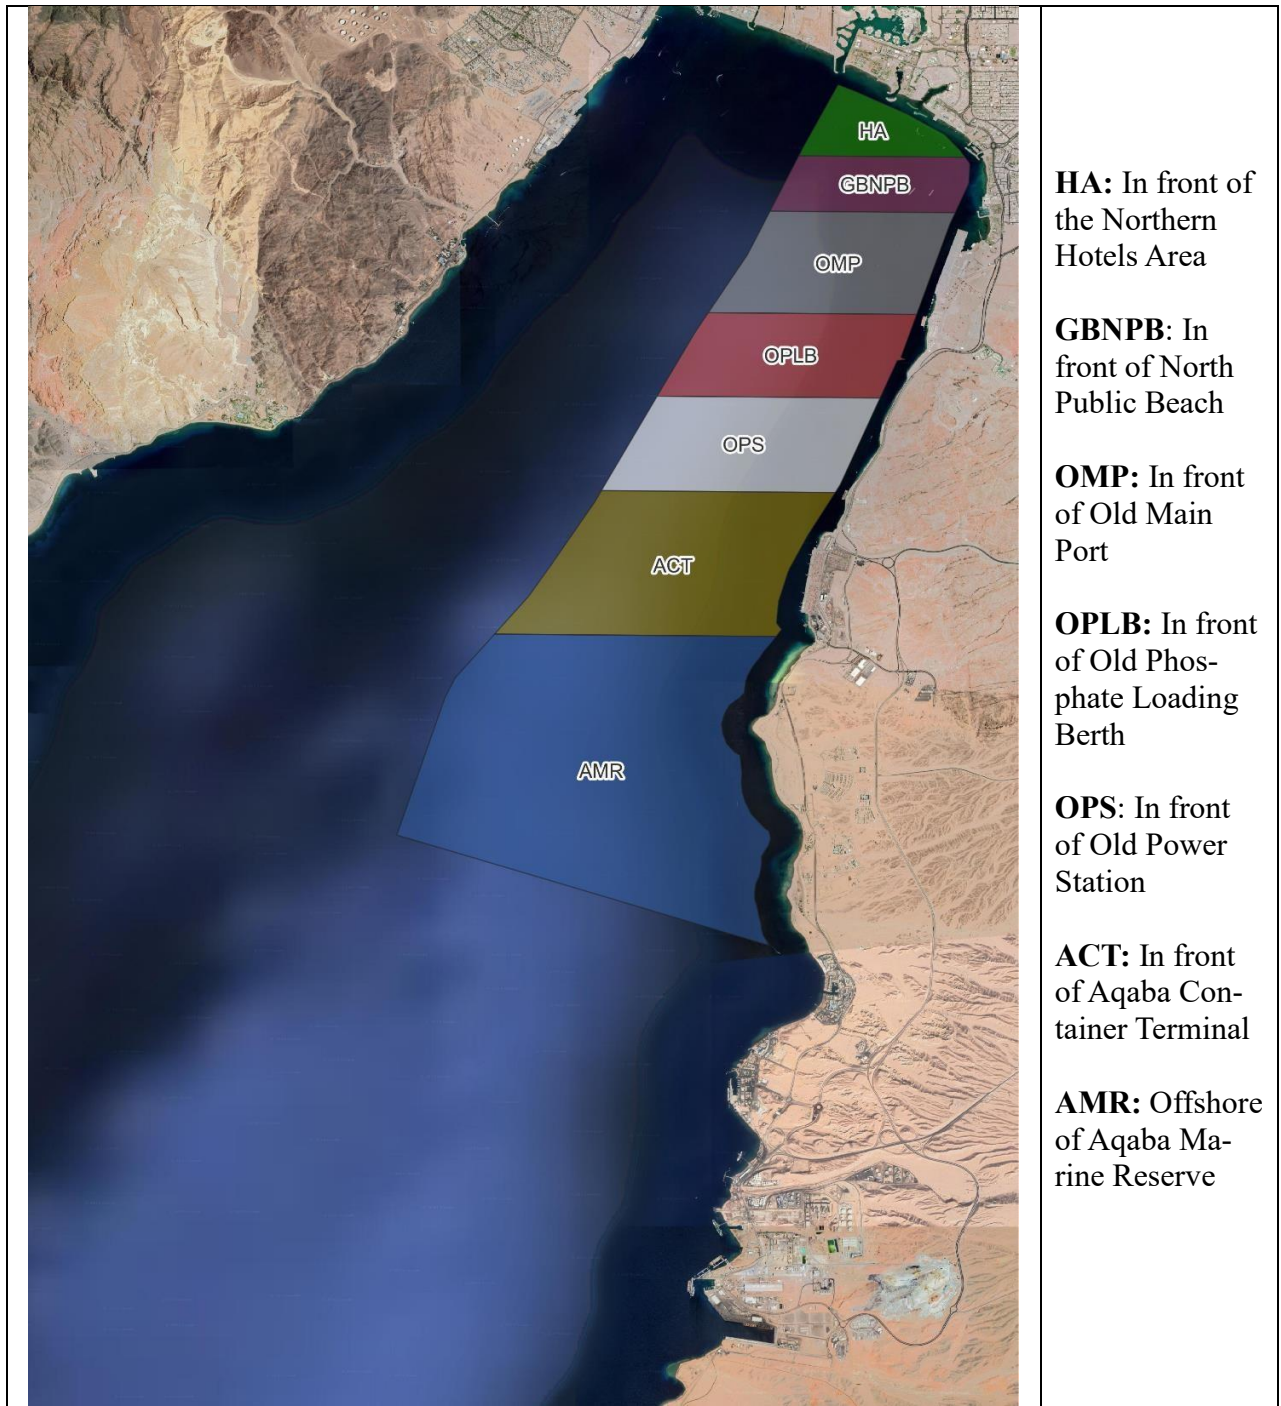 HA
GBNPB
OMP
OPLB
OPS
ACT
AMR
HA: In front of
the Northern
Hotels Area
GBNPB: In
front of North
Public Beach
OMP: In front
of Old Main
Port
OPLB: In front
of Old Phos-
phate Loading
Berth
OPS: In front
of Old Power
Station
ACT: In front
of Aqaba Con-
tainer Terminal
AMR: Offshore
of Aqaba Ma-
rine Reserve